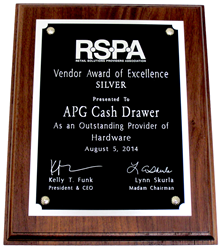 RSPA
RETAIL SOLUTIONS PROVIDERS ASSOCIATION
Vendor Award of Excellence
SILVER
Presented To
APG Cash Drawer
As an Outstanding Provider of
Hardware
August 5, 2014
Kelly T. Funk
President & CEO
Lynn Skurla
Madam Chairman